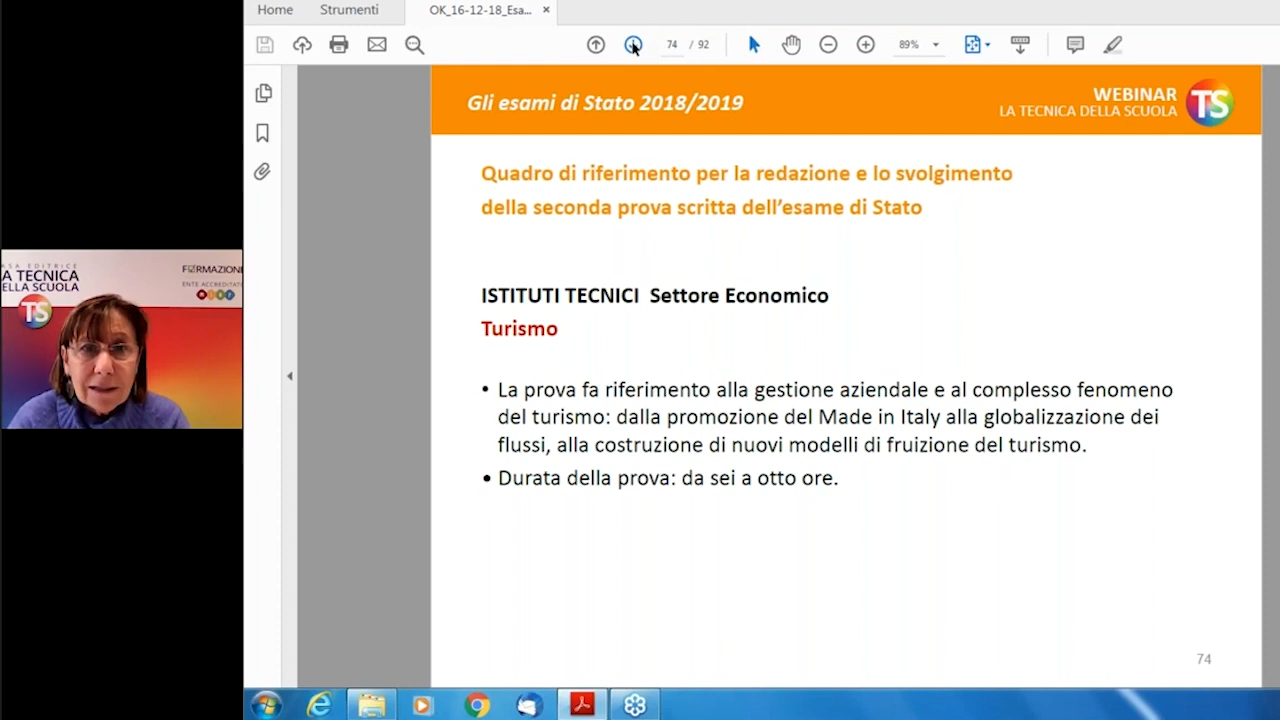 Home Strumenti OK_16-12-18_Esa... ×
74 / 92 89%
Gli esami di Stato 2018/2019
WEBINAR
LA TECNICA DELLA SCUOLA
TS
Quadro di riferimento per la redazione e lo svolgimento
della seconda prova scritta dell'esame di Stato
ISTITUTI TECNICI Settore Economico
Turismo
• La prova fa riferimento alla gestione aziendale e al complesso fenomeno
del turismo: dalla promozione del Made in Italy alla globalizzazione dei
flussi, alla costruzione di nuovi modelli di fruizione del turismo.
• Durata della prova: da sei a otto ore.
74
ASA EDITRICE
A TECNICA
ELLA SCUOLA
TS
FORMAZIONE
ENTE ACCREDITAT